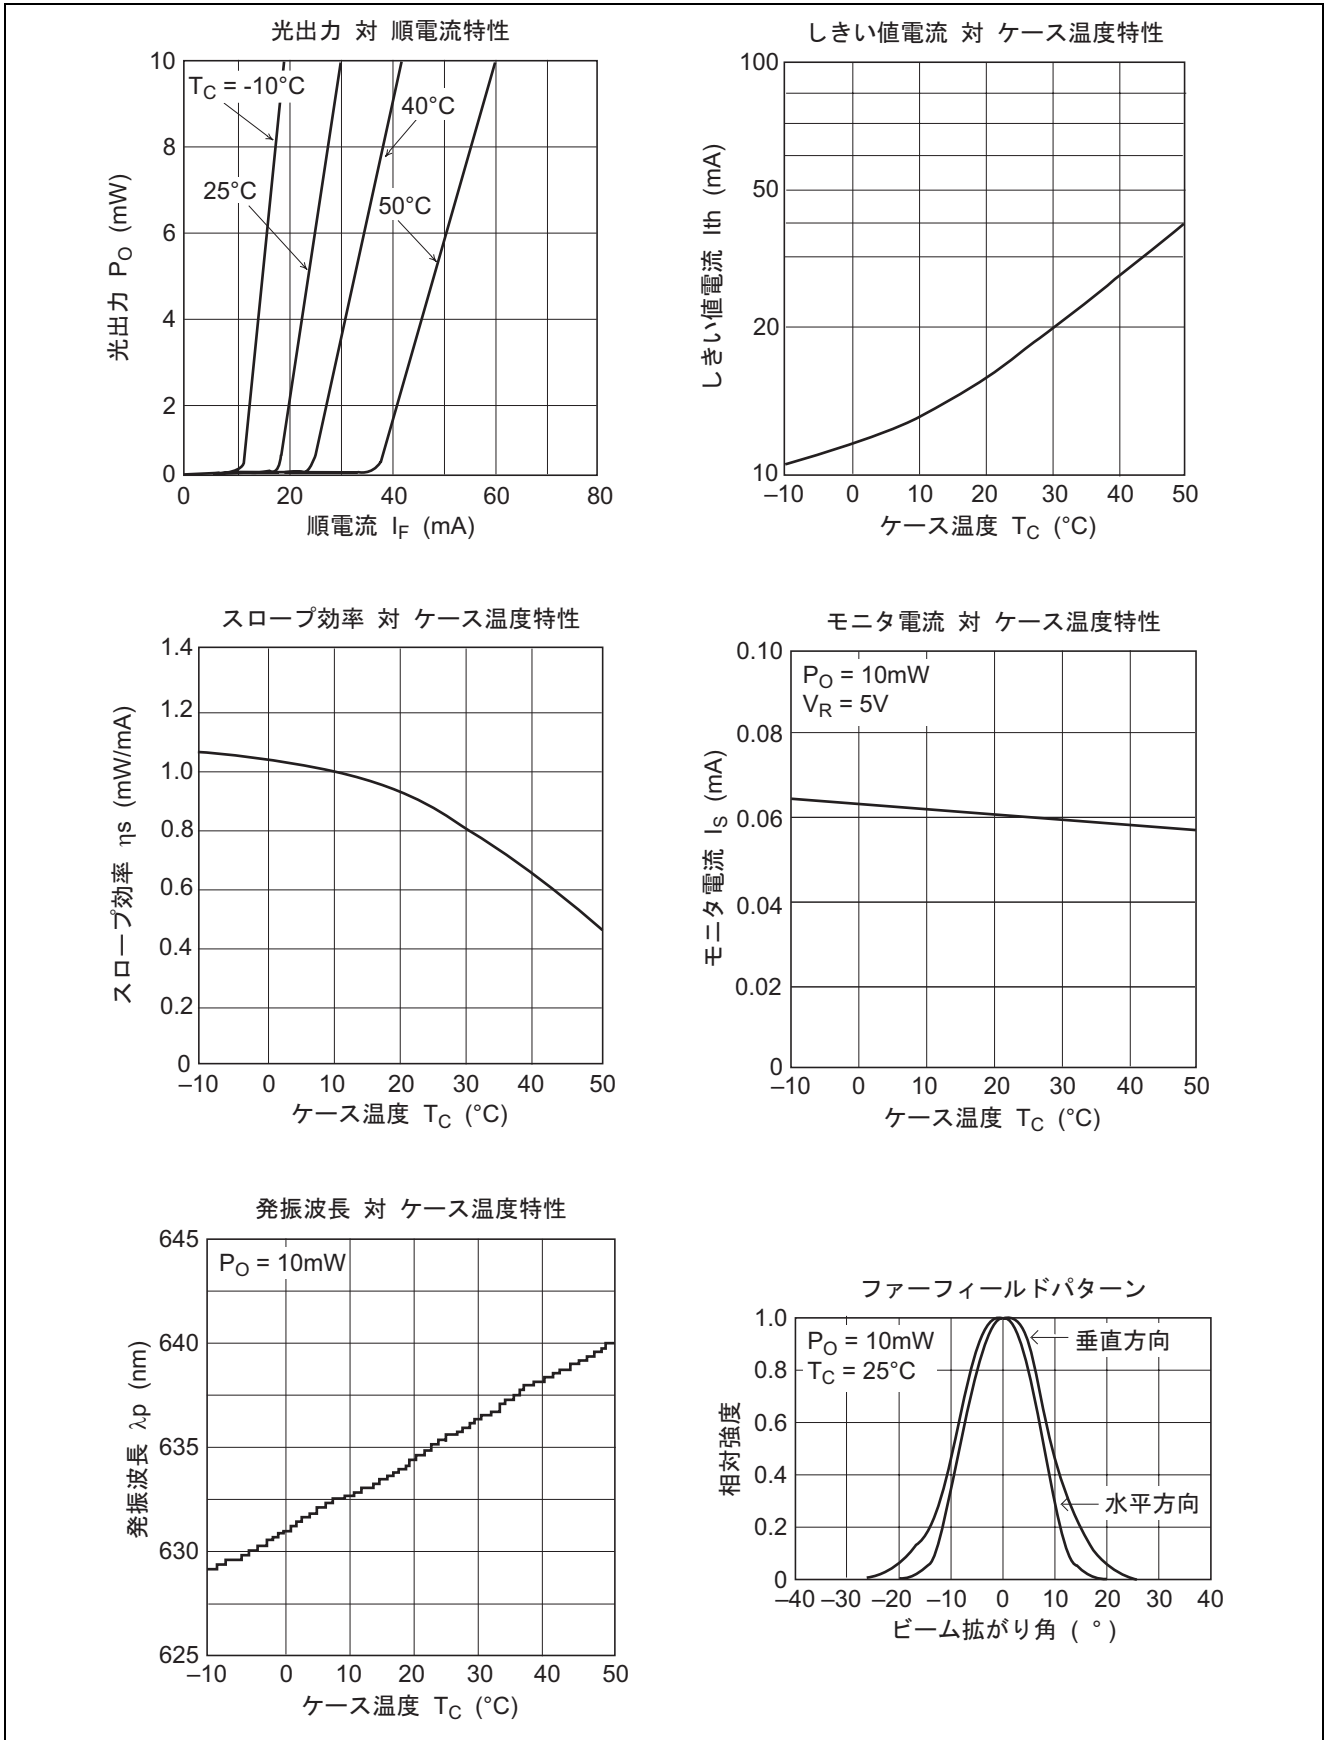 光出力 対 順電流特性
10
8
6
4
2
0
光出力 PO (mW)
TC = -10°C
25°C
40°C
50°C
0 20 40 60 80
順電流 IF (mA)
しきい値電流 対 ケース温度特性
100
50
20
10
しきい値電流 Ith (mA)
–10 0 10 20 30 40 50
ケース温度 TC (°C)
スロープ効率 対 ケース温度特性
1.4
1.2
1.0
0.8
0.6
0.4
0.2
0
スロープ効率 ηs (mW/mA)
–10 0 10 20 30 40 50
ケース温度 TC (°C)
モニタ電流 対 ケース温度特性
0.10
0.08
0.06
0.04
0.02
0
モニタ電流 IS (mA)
PO = 10mW
VR = 5V
–10 0 10 20 30 40 50
ケース温度 TC (°C)
発振波長 対 ケース温度特性
645
640
635
630
625
発振波長 λp (nm)
PO = 10mW
–10 0 10 20 30 40 50
ケース温度 TC (°C)
ファーフィールドパターン
1.0
0.8
0.6
0.4
0.2
0
相対強度
PO = 10mW
TC = 25°C
垂直方向
水平方向
–40 –30 –20 –10 0 10 20 30 40
ビーム拡がり角 ( ° )